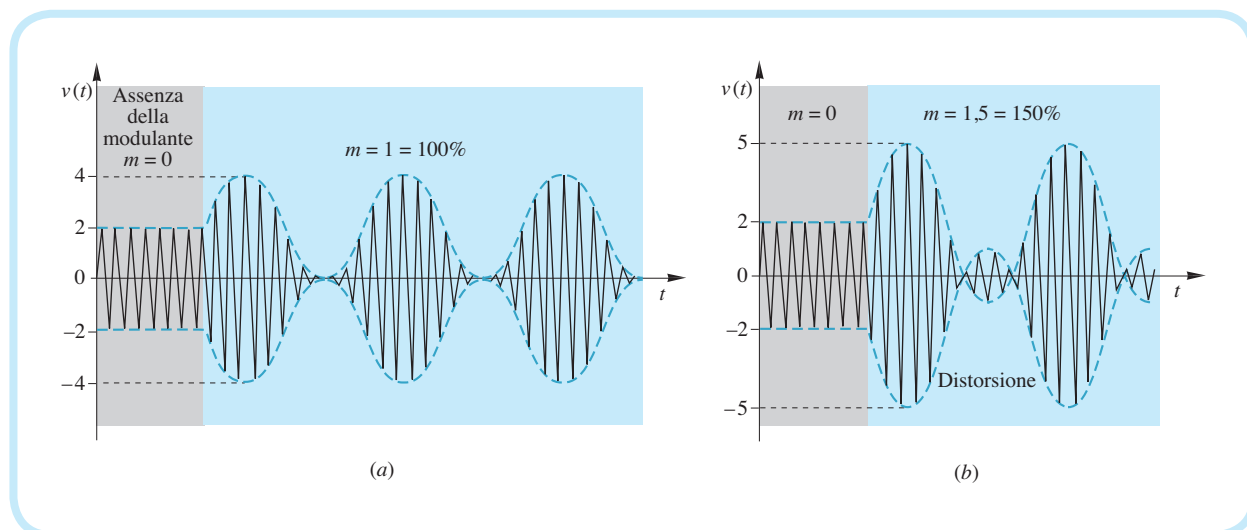 v(t)
Assenza
della
modulante
m = 0
m = 1 = 100%
4
2
0
−2
−4
t
(a)
v(t)
m = 0
m = 1,5 = 150%
5
2
0
−2
−5
Distorsione
t
(b)